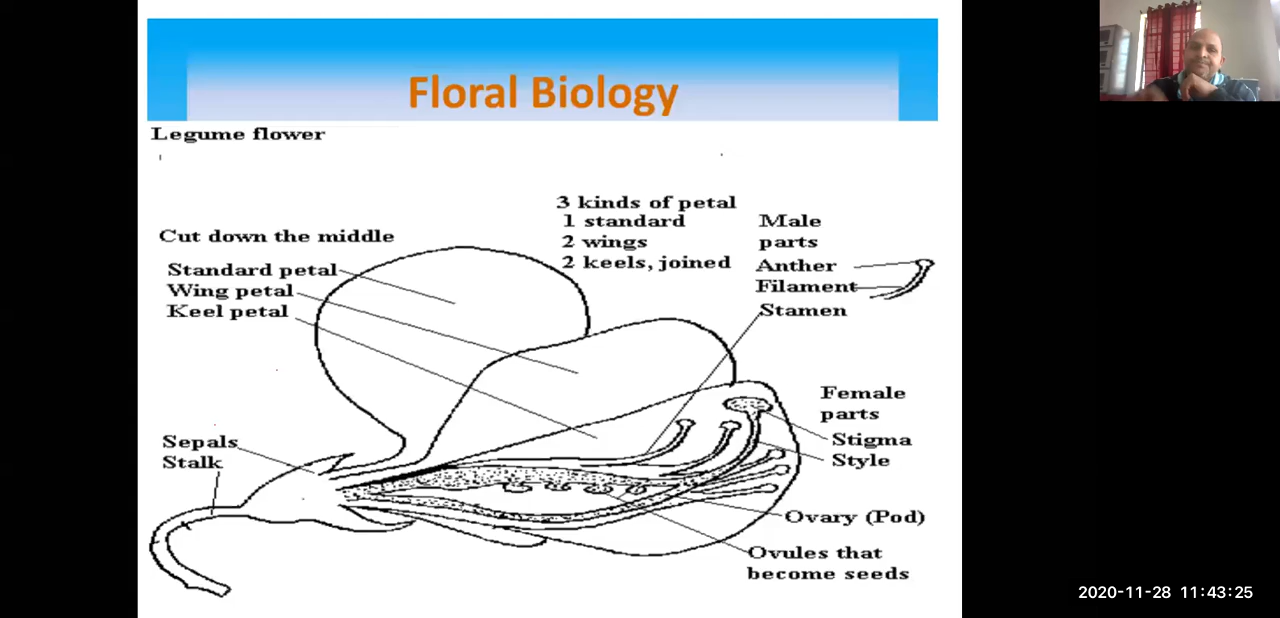 Floral Biology
Legume flower
3 kinds of petal
1 standard
2 wings
2 keels, joined
Male
parts
Anther
Filament
Stamen
Cut down the middle
Standard petal
Wing petal
Keel petal
Female
parts
Stigma
Style
Sepals
Stalk
Ovary (Pod)
Ovules that
become seeds
2020-11-28 11:43:25